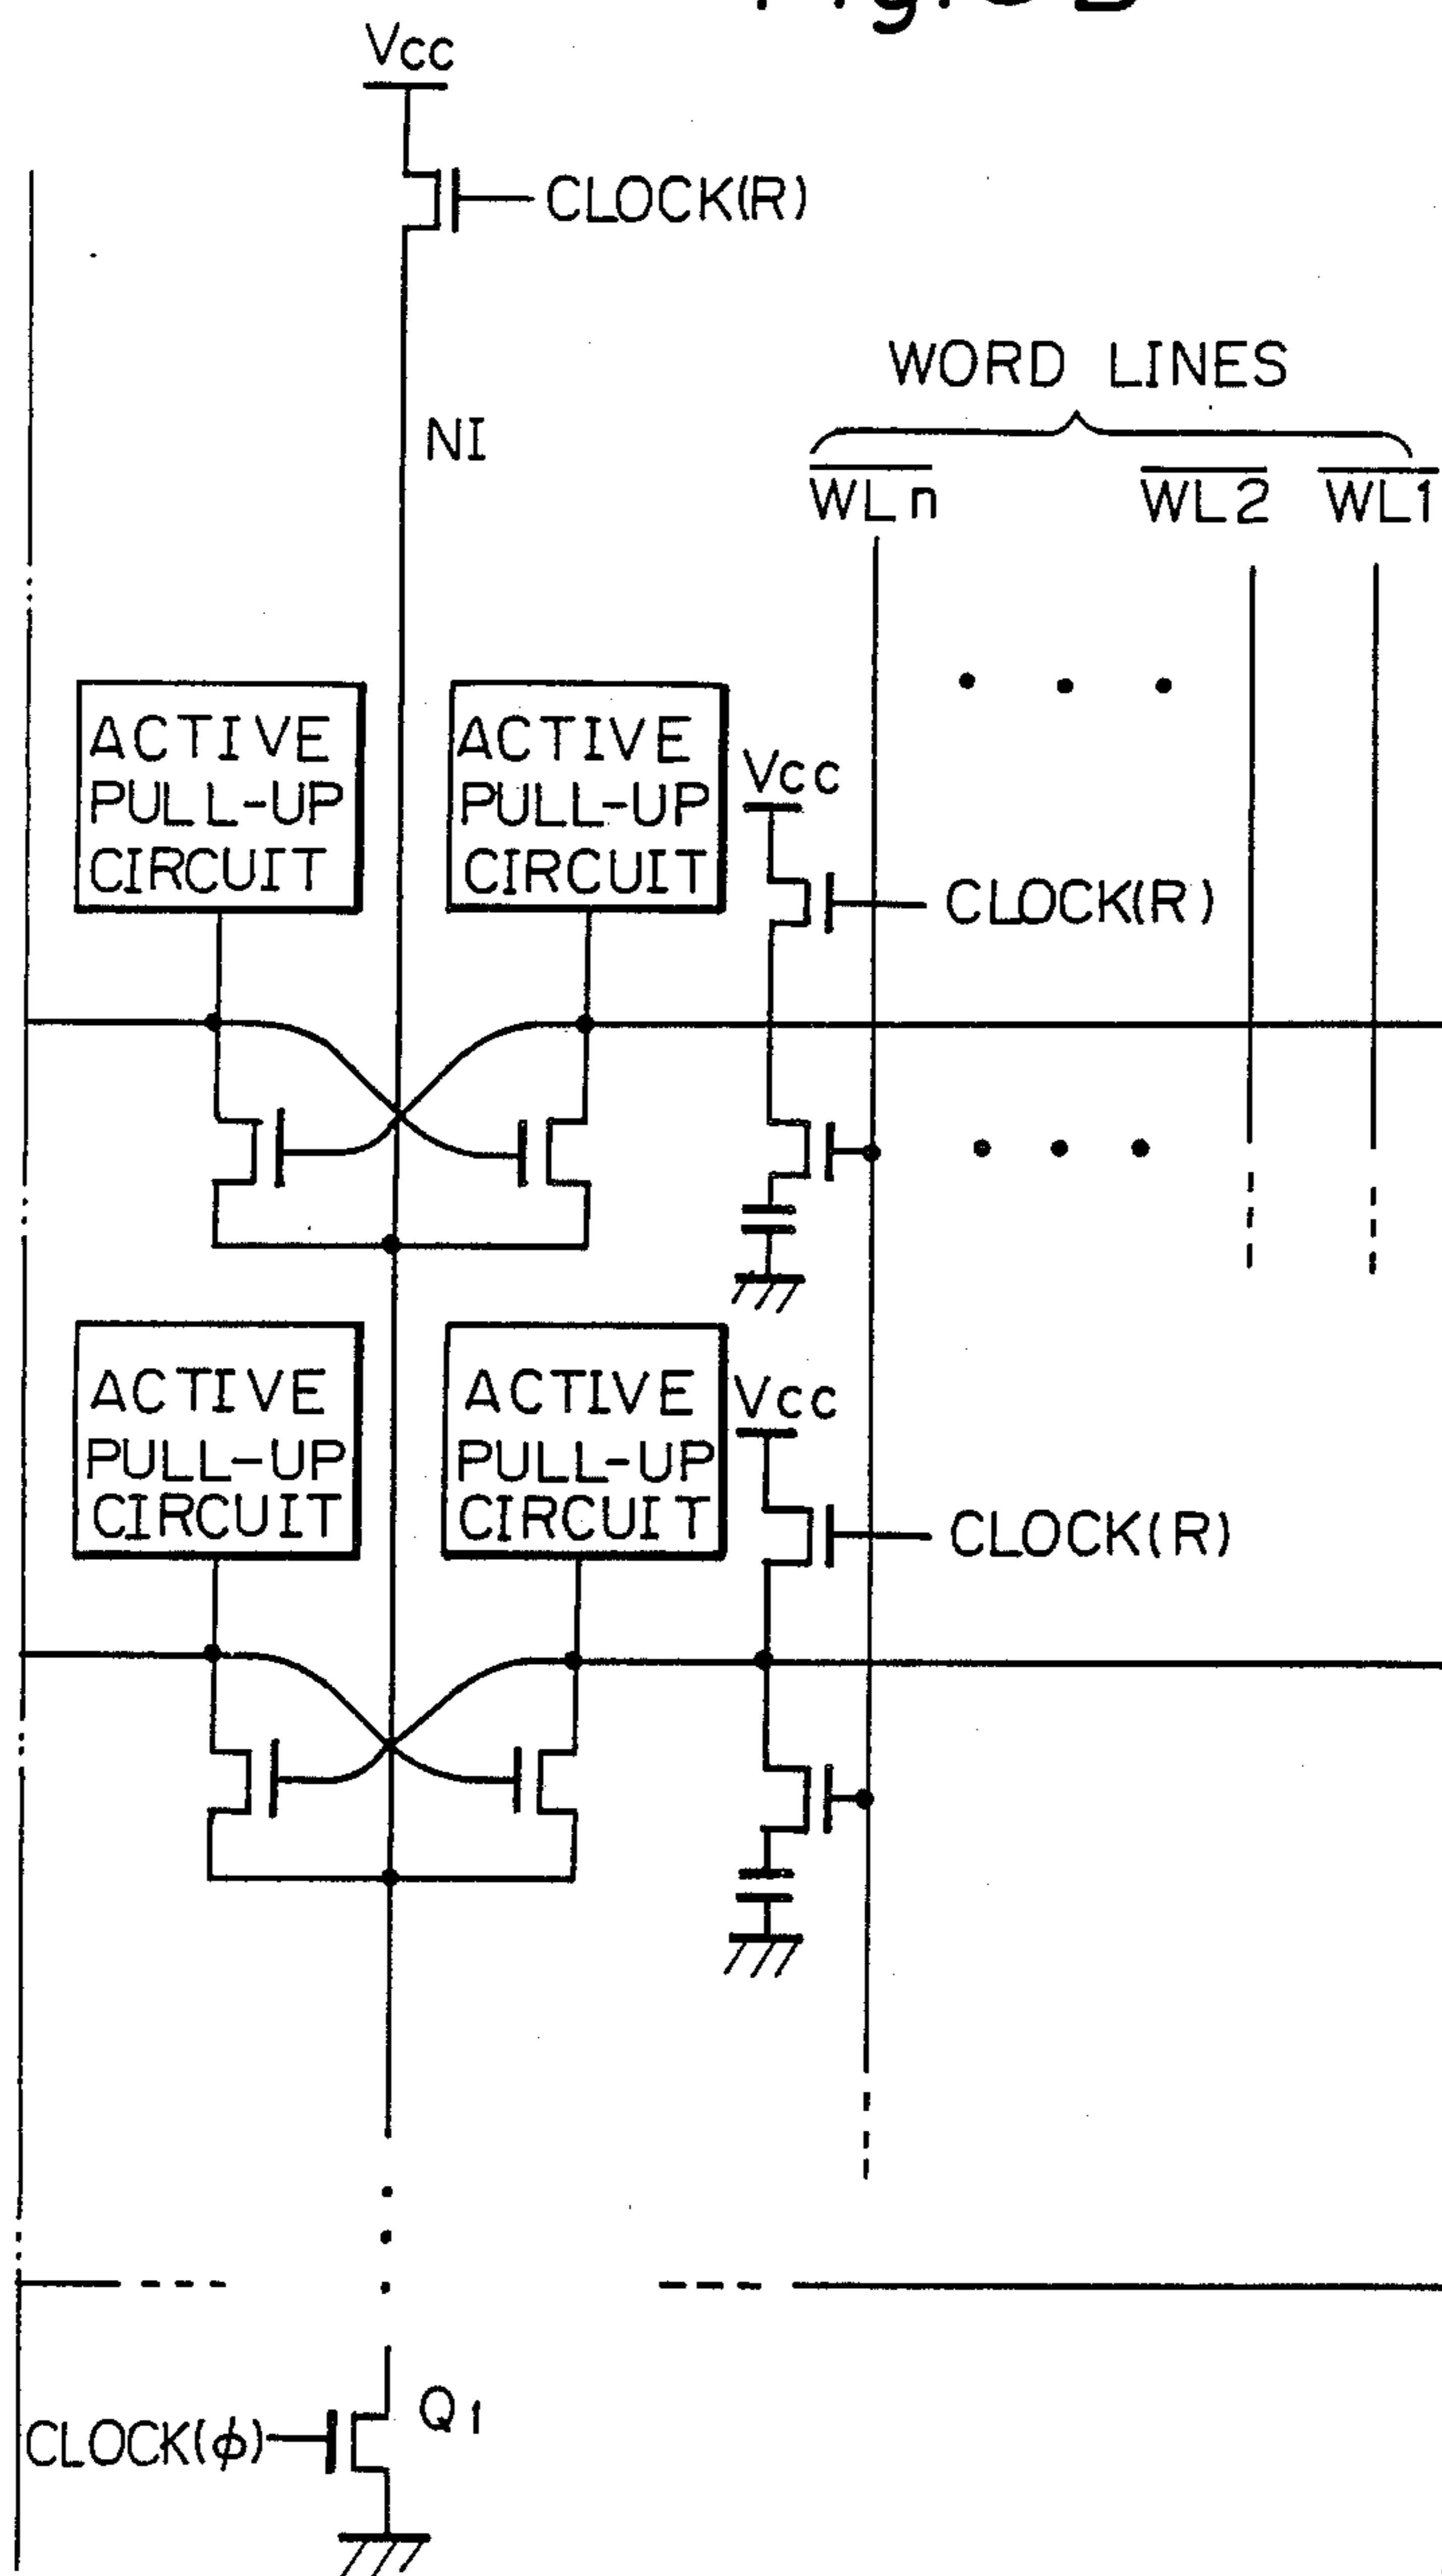 Vcc
CLOCK(R)
WORD LINES
NI
WLn WL2 WL1
ACTIVE PULL-UP CIRCUIT
ACTIVE PULL-UP CIRCUIT
Vcc
CLOCK(R)
ACTIVE PULL-UP CIRCUIT
ACTIVE PULL-UP CIRCUIT
Vcc
CLOCK(R)
Q1
CLOCK(ϕ)